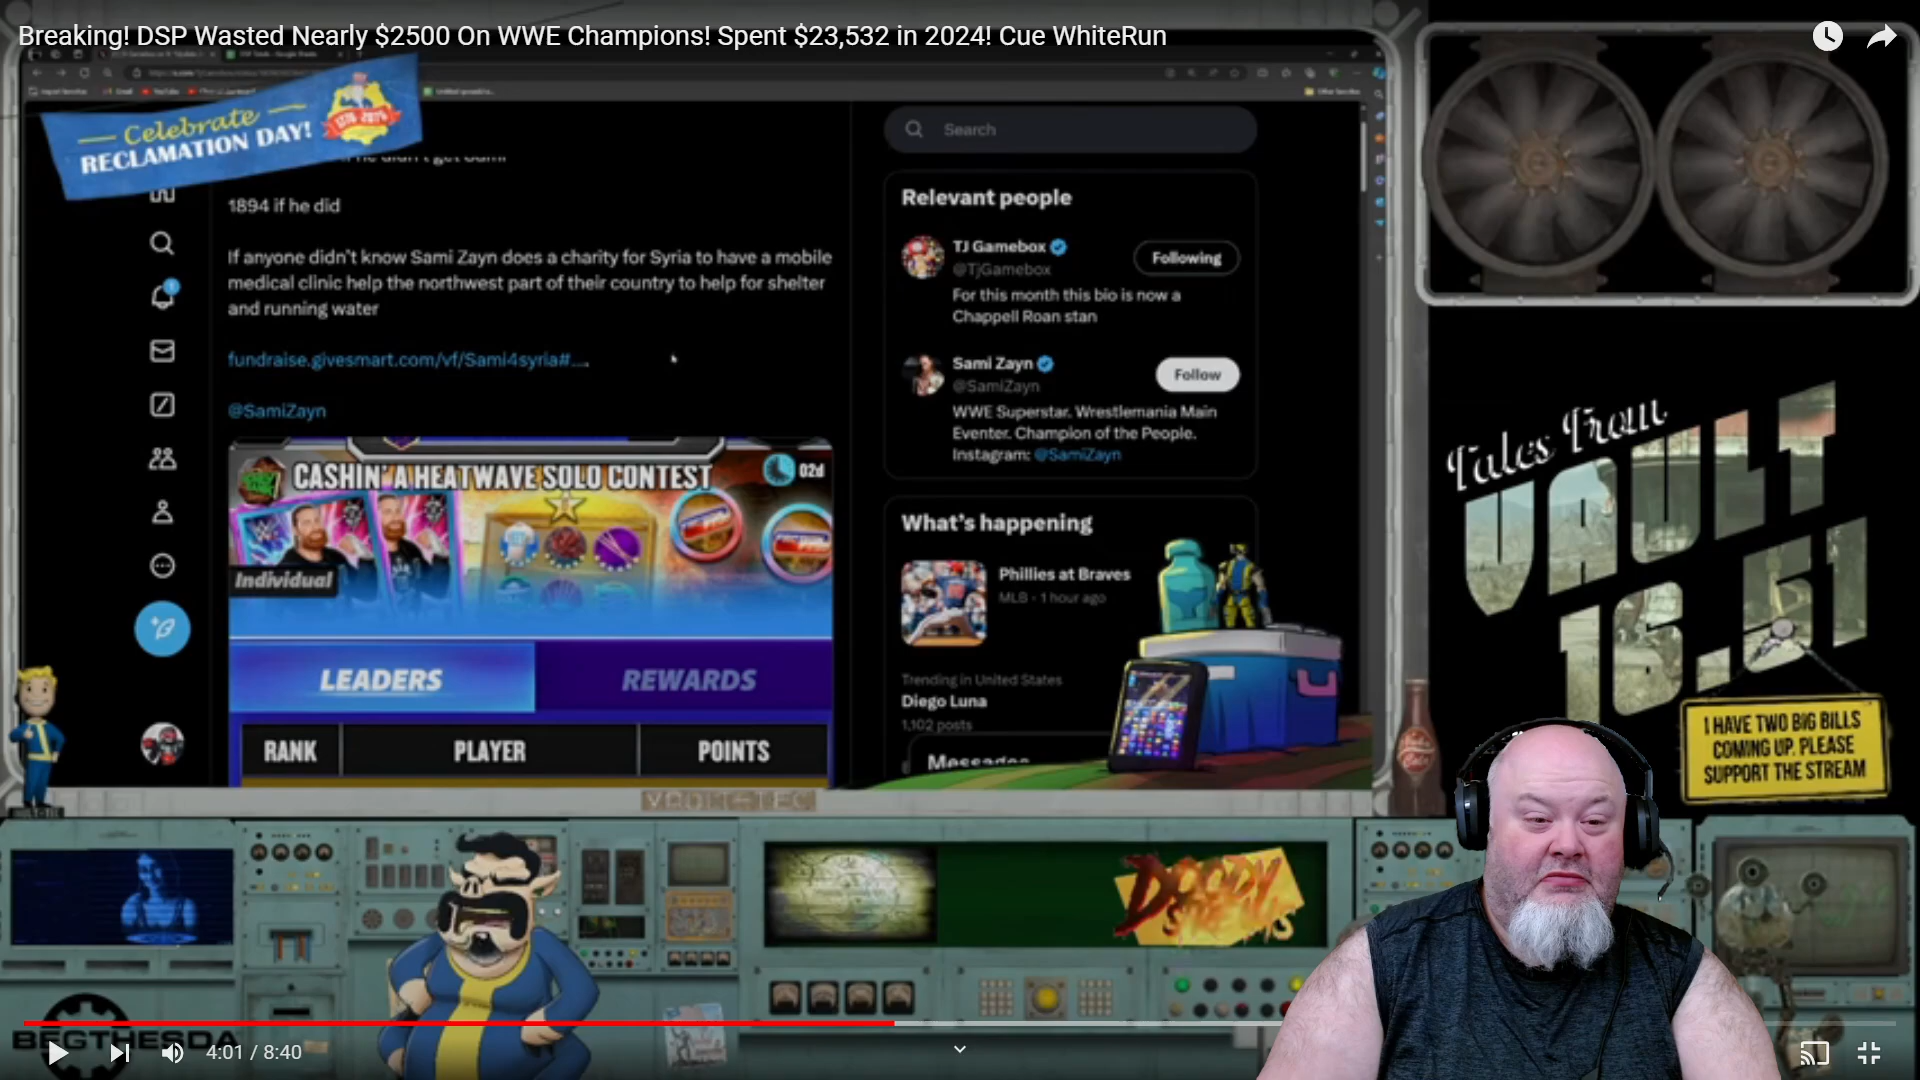 Breaking! DSP Wasted Nearly $2500 On WWE Champions! Spent $23,532 in 2024! Cue WhiteRun
Celebrate
RECLAMATION DAY!
Search
1894 if he did
If anyone didn't know Sami Zayn does a charity for Syria to have a mobile
medical clinic help the northwest part of their country to help for shelter
and running water
fundraise.givesmart.com/vf/Sami4syria#...
@SamiZayn
Relevant people
TJ Gamebox
@TjGamebox
Following
For this month this bio is now a
Chappell Roan stan
Sami Zayn
@SamiZayn
Follow
WWE Superstar. Wrestlemania Main
Eventer. Champion of the People.
Instagram: @SamiZayn
What's happening
Phillies at Braves
MLB · 1 hour ago
Trending in United States
Diego Luna
1,102 posts
Messages
CASHIN' A HEATWAVE SOLO CONTEST
02d
Individual
LEADERS
REWARDS
RANK
PLAYER
POINTS
Tales From
VAULT
16.51
I HAVE TWO BIG BILLS
COMING UP. PLEASE
SUPPORT THE STREAM
VAULT-TEC
BEGTHESDA
4:01 / 8:40